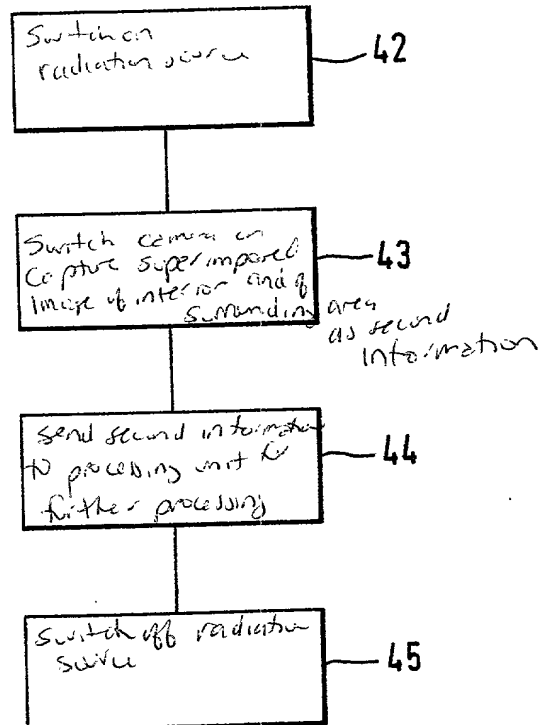 Switch on
radiation source
42
Switch camera on
Capture superimposed
Image of interior and of
surrounding area
as second
information
43
Send second information
to processing unit for
further processing
44
Switch off radiation
source
45